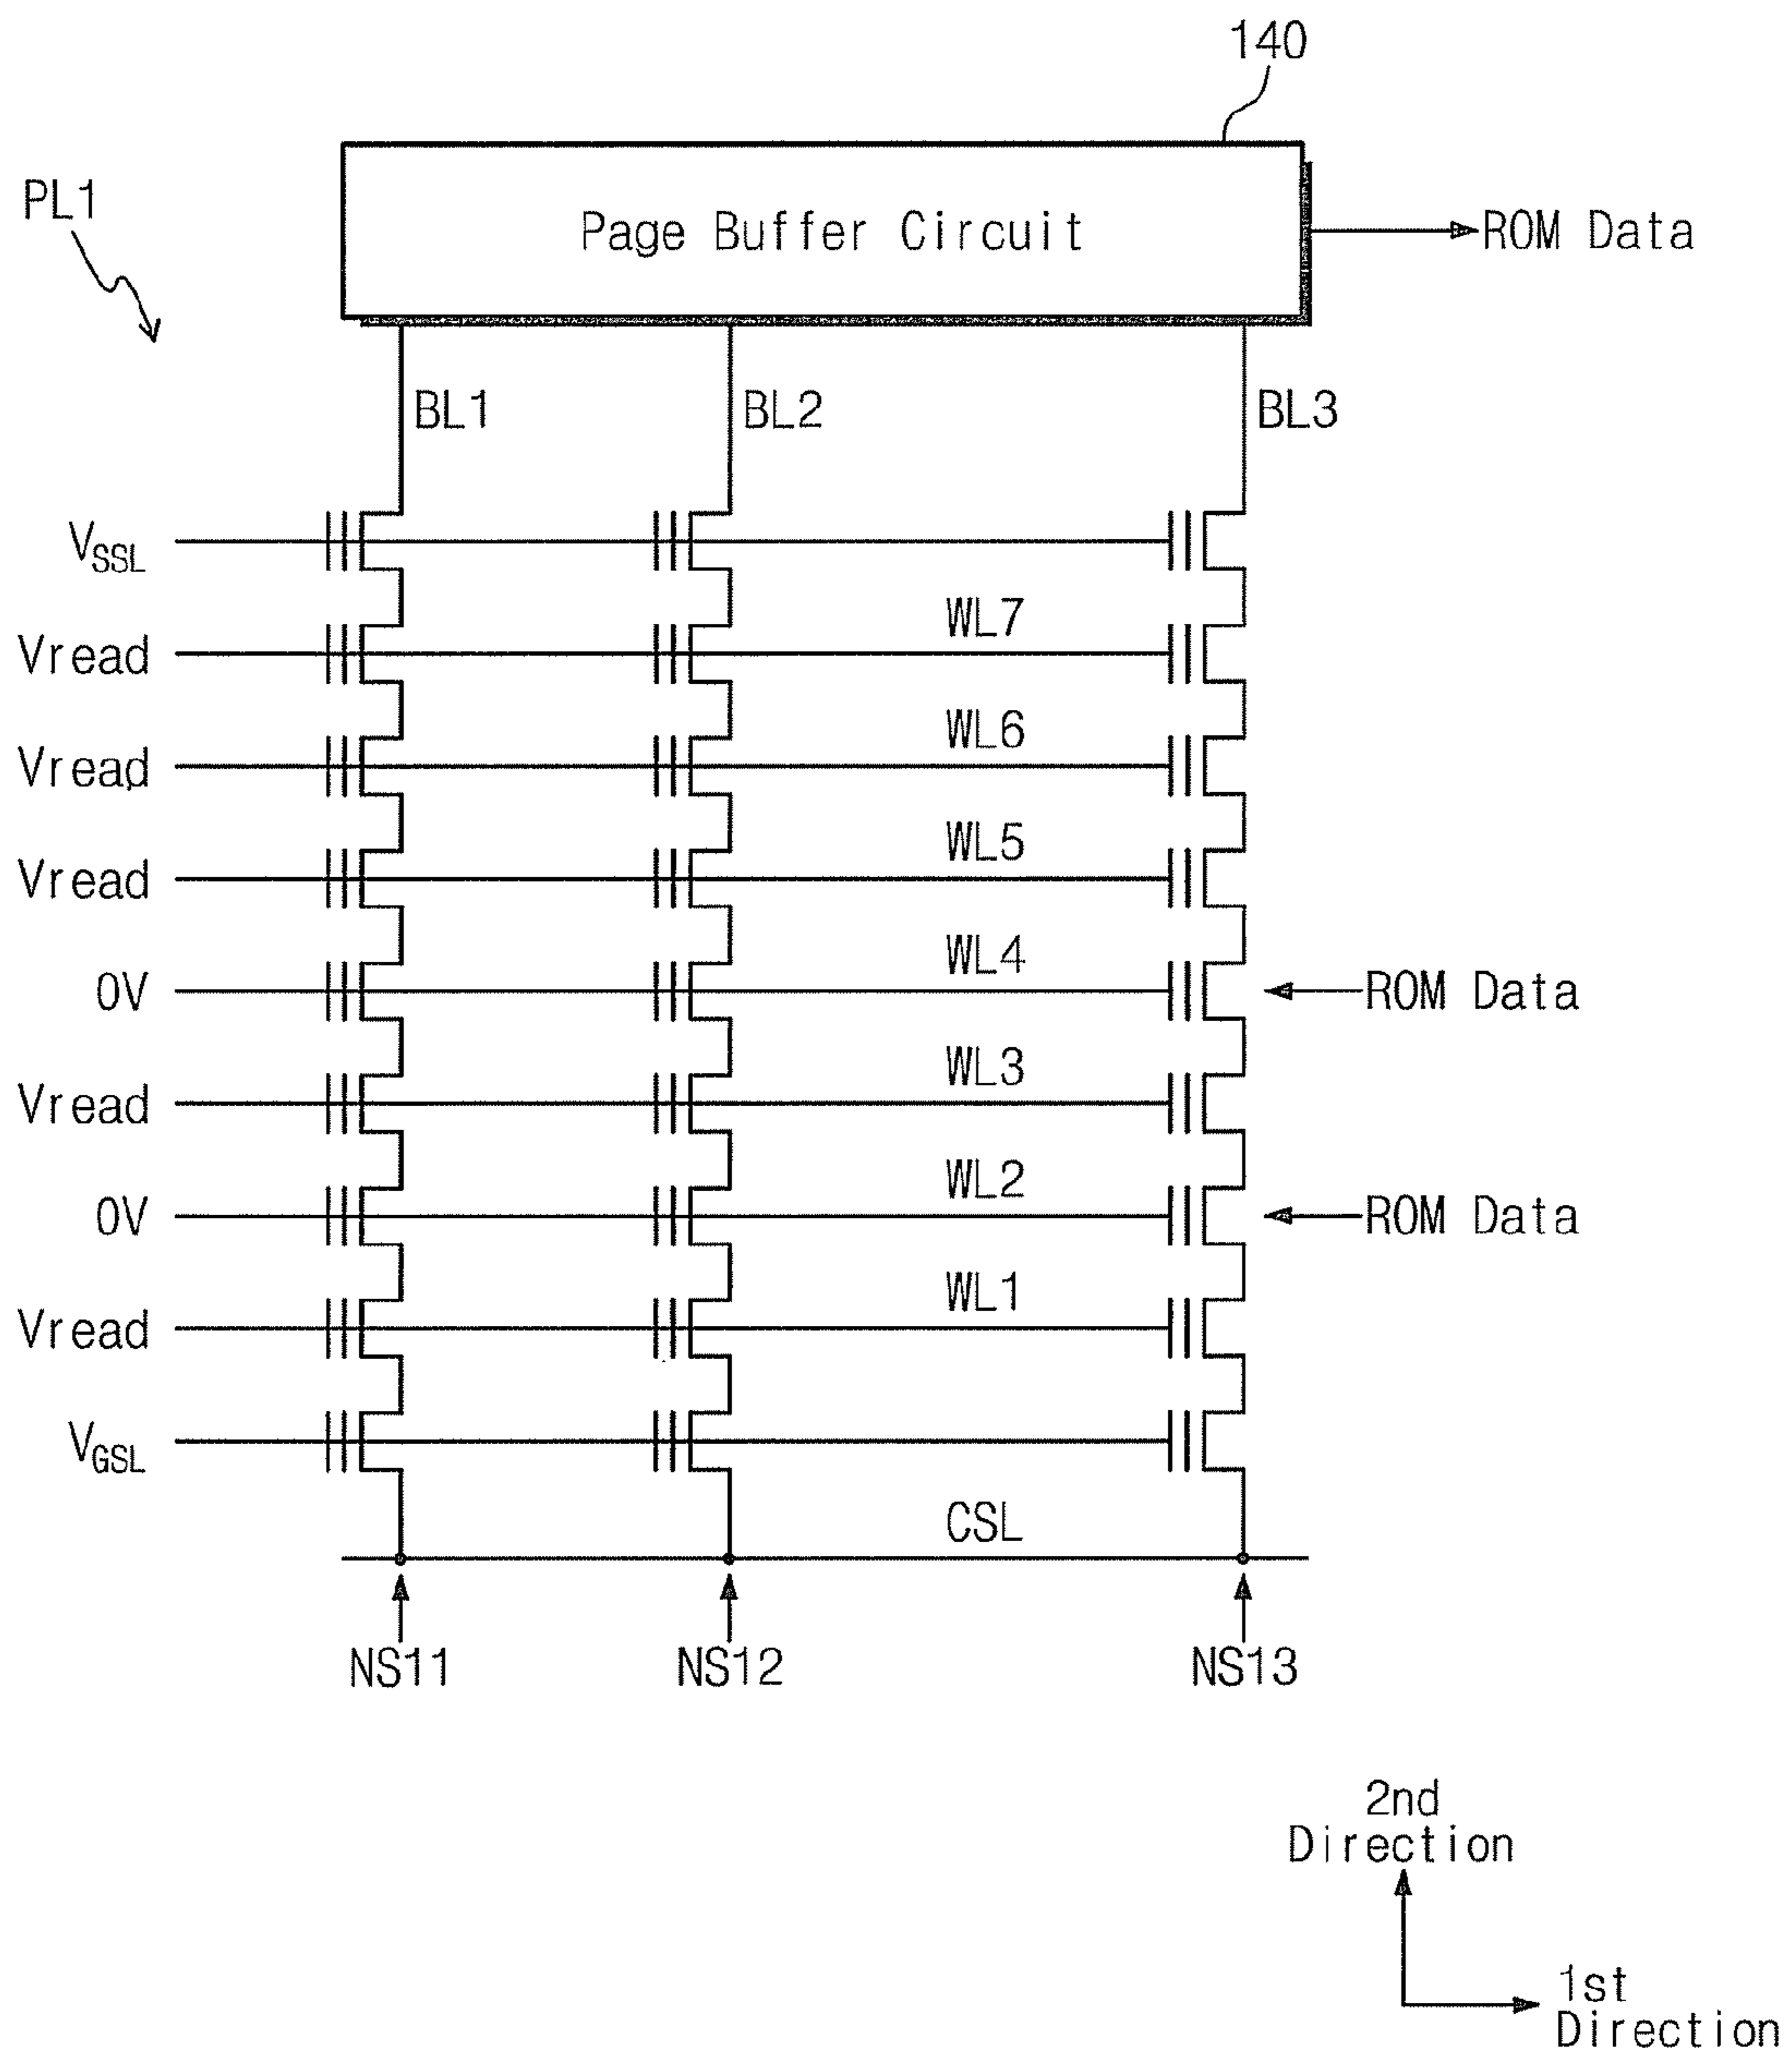 140
PL1
Page Buffer Circuit
ROM Data
BL1 BL2 BL3
VSSL
WL7
Vread
WL6
Vread
WL5
Vread
WL4
0V ROM Data
WL3
Vread
WL2
0V ROM Data
WL1
Vread
VGSL
CSL
NS11 NS12 NS13
2nd
Direction
1st
Direction